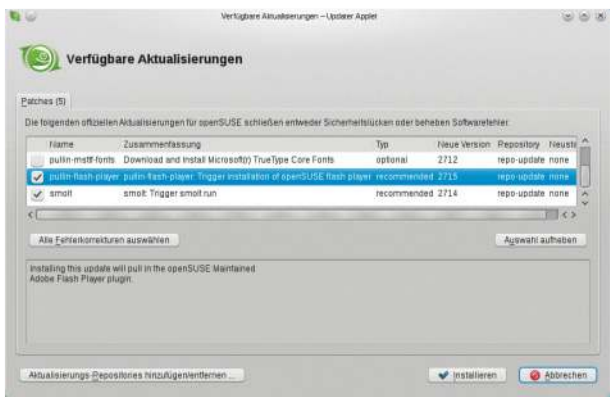 Verfügbare Aktualisierungen – Updater Applet
Verfügbare Aktualisierungen
Patches (5)
Die folgenden offiziellen Aktualisierungen für openSUSE schließen entweder Sicherheitslücken oder beheben Softwarefehler:
Name Zusammenfassung Typ Neue Version Repository Neusta
pullin-msttf-fonts Download and Install Microsoft(r) TrueType Core Fonts optional 2712 repo-update none
pullin-flash-player pullin-flash-player: Trigger installation of openSUSE flash player recommended 2715 repo-update none
smolt smolt: Trigger smolt run recommended 2714 repo-update none
Alle Fehlerkorrekturen auswählen Auswahl aufheben
Installing this update will pull in the openSUSE Maintained
Adobe Flash Player plugin.
Aktualisierungs-Repositories hinzufügen/entfernen ... Installieren Abbrechen